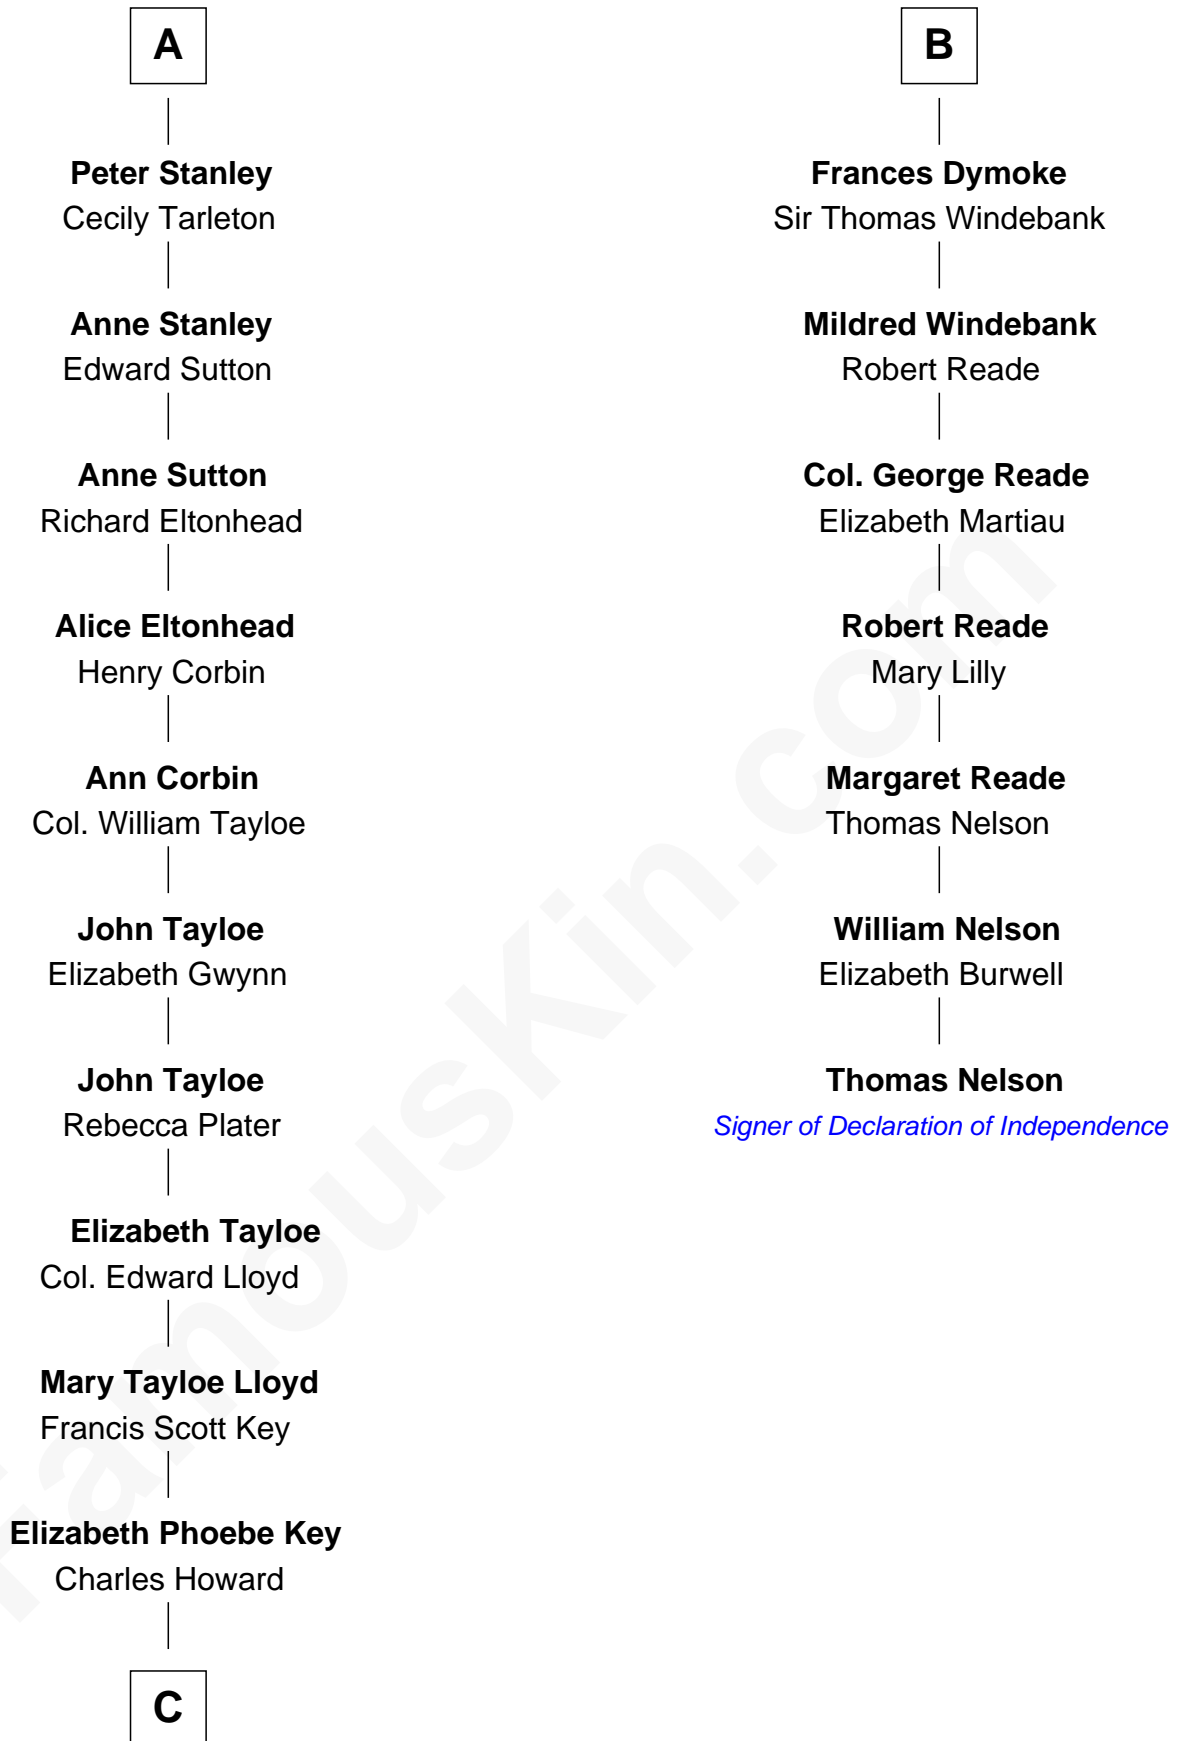 A
Peter Stanley
Cecily Tarleton
Anne Stanley
Edward Sutton
Anne Sutton
Richard Eltonhead
Alice Eltonhead
Henry Corbin
Ann Corbin
Col. William Tayloe
John Tayloe
Elizabeth Gwynn
John Tayloe
Rebecca Plater
Elizabeth Tayloe
Col. Edward Lloyd
Mary Tayloe Lloyd
Francis Scott Key
Elizabeth Phoebe Key
Charles Howard
C
B
Frances Dymoke
Sir Thomas Windebank
Mildred Windebank
Robert Reade
Col. George Reade
Elizabeth Martiau
Robert Reade
Mary Lilly
Margaret Reade
Thomas Nelson
William Nelson
Elizabeth Burwell
Thomas Nelson
Signer of Declaration of Independence
FamousKin.com